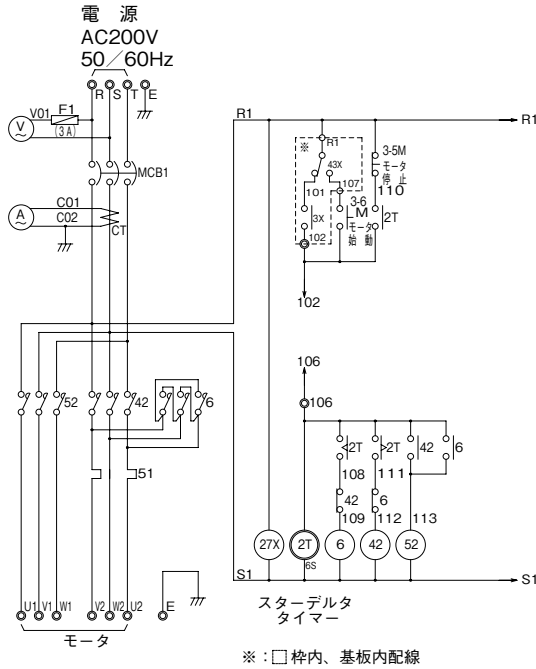 電 源
AC200V
50／60Hz
R S T E
V01 F1
(3A)
V
MCB1
A
C01
C02
CT
R1
R1
※
R1
43X
101
107
3X
102
3-6
M
モータ
始動
3-5M
モータ
停止
110
2T
102
106
106
52
42
6
51
2T
2T
42
6
108
111
42
6
109
112
113
27X
2T
6
42
52
6S
S1
S1
スターデルタ
タイマー
U1 V1 W1 V2 W2 U2 E
モータ
※：枠内、基板内配線